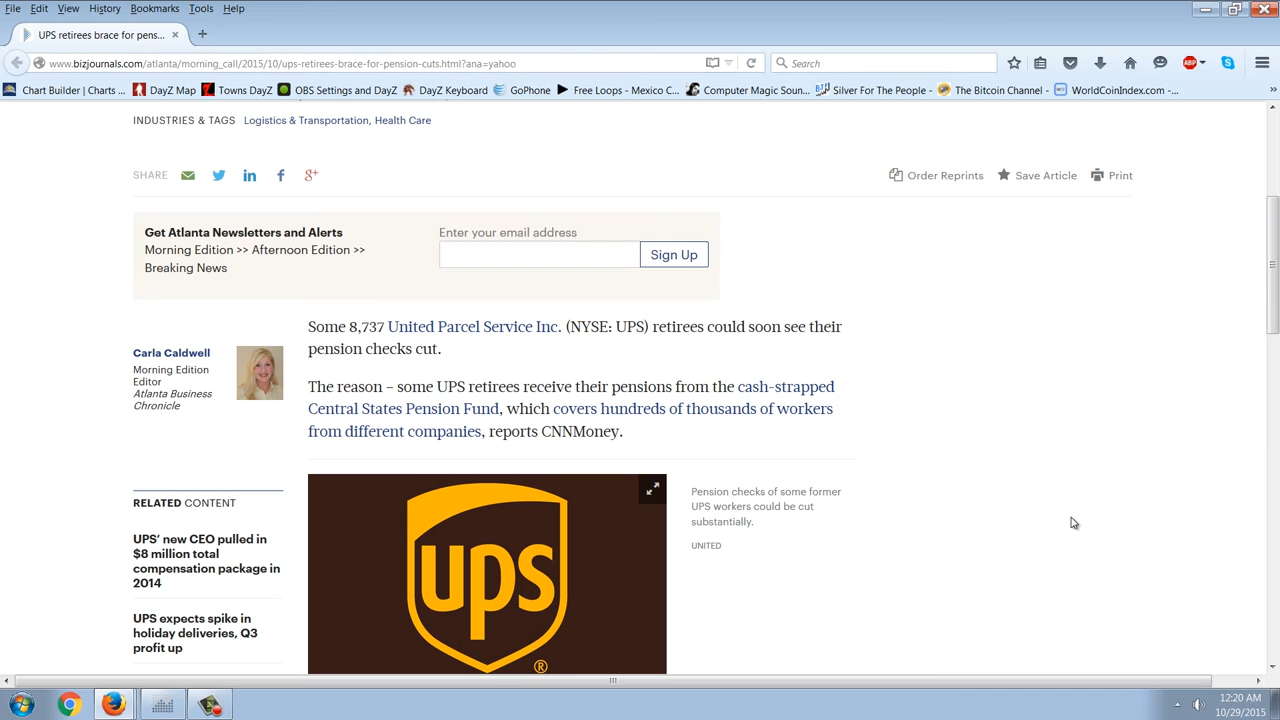 File Edit View History Bookmarks Tools Help
UPS retirees brace for pens...
www.bizjournals.com/atlanta/morning_call/2015/10/ups-retirees-brace-for-pension-cuts.html?ana=yahoo
Search
ABP
Chart Builder | Charts ... DayZ Map Towns DayZ OBS Settings and DayZ DayZ Keyboard GoPhone Free Loops - Mexico C... Computer Magic Soun... Silver For The People - The Bitcoin Channel - WorldCoinIndex.com -... »
INDUSTRIES & TAGS Logistics & Transportation, Health Care
SHARE g+
Order Reprints Save Article Print
Get Atlanta Newsletters and Alerts
Morning Edition >> Afternoon Edition >>
Breaking News
Enter your email address
Sign Up
Some 8,737 United Parcel Service Inc. (NYSE: UPS) retirees could soon see their
pension checks cut.
Carla Caldwell
Morning Edition
Editor
Atlanta Business
Chronicle
The reason – some UPS retirees receive their pensions from the cash-strapped
Central States Pension Fund, which covers hundreds of thousands of workers
from different companies, reports CNNMoney.
RELATED CONTENT
UPS' new CEO pulled in
$8 million total
compensation package in
2014
UPS expects spike in
holiday deliveries, Q3
profit up
ups
®
Pension checks of some former
UPS workers could be cut
substantially.
UNITED
12:20 AM
10/29/2015